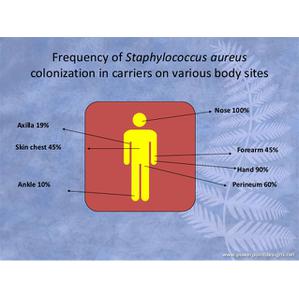 Frequency of Staphylococcus aureus
colonization in carriers on various body sites
Nose 100%
Axilla 19%
Skin chest 45%
Forearm 45%
Hand 90%
Ankle 10%
Perineum 60%
www.powerpointdesigns.net